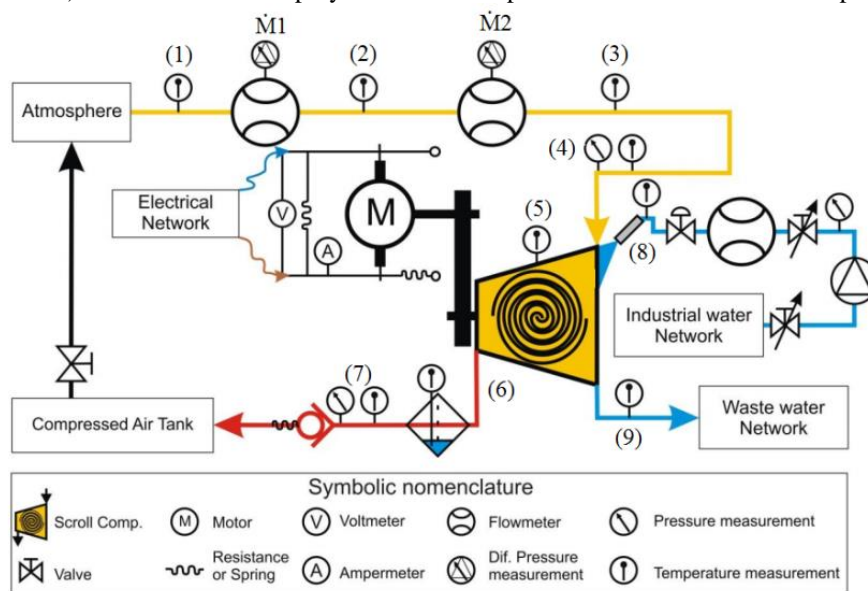 Ṁ1
Ṁ2
(1)
(2)
(3)
Atmosphere
(4)
Electrical
Network
V
M
A
(5)
(8)
Industrial water
Network
(7)
(6)
Compressed Air Tank
(9)
Waste water
Network
Symbolic nomenclature
Scroll Comp.
M Motor
V Voltmeter
Flowmeter
Pressure measurement
Valve
Resistance
or Spring
A Ampermeter
Dif. Pressure
measurement
Temperature measurement